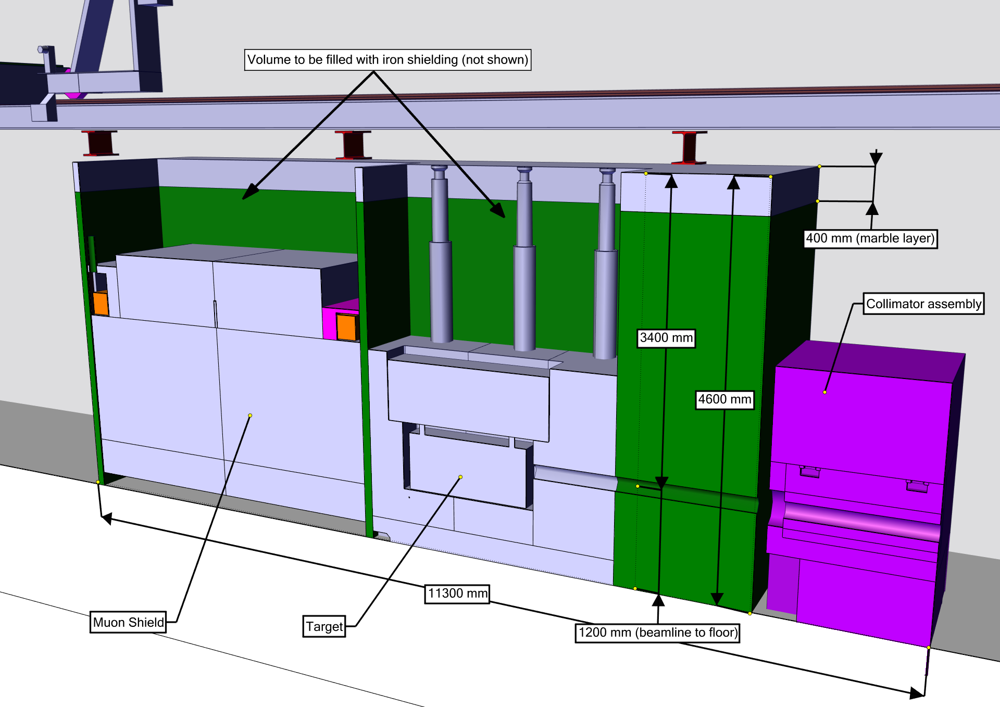 Volume to be filled with iron shielding (not shown)
400 mm (marble layer)
Collimator assembly
3400 mm
4600 mm
11300 mm
Muon Shield
Target
1200 mm (beamline to floor)